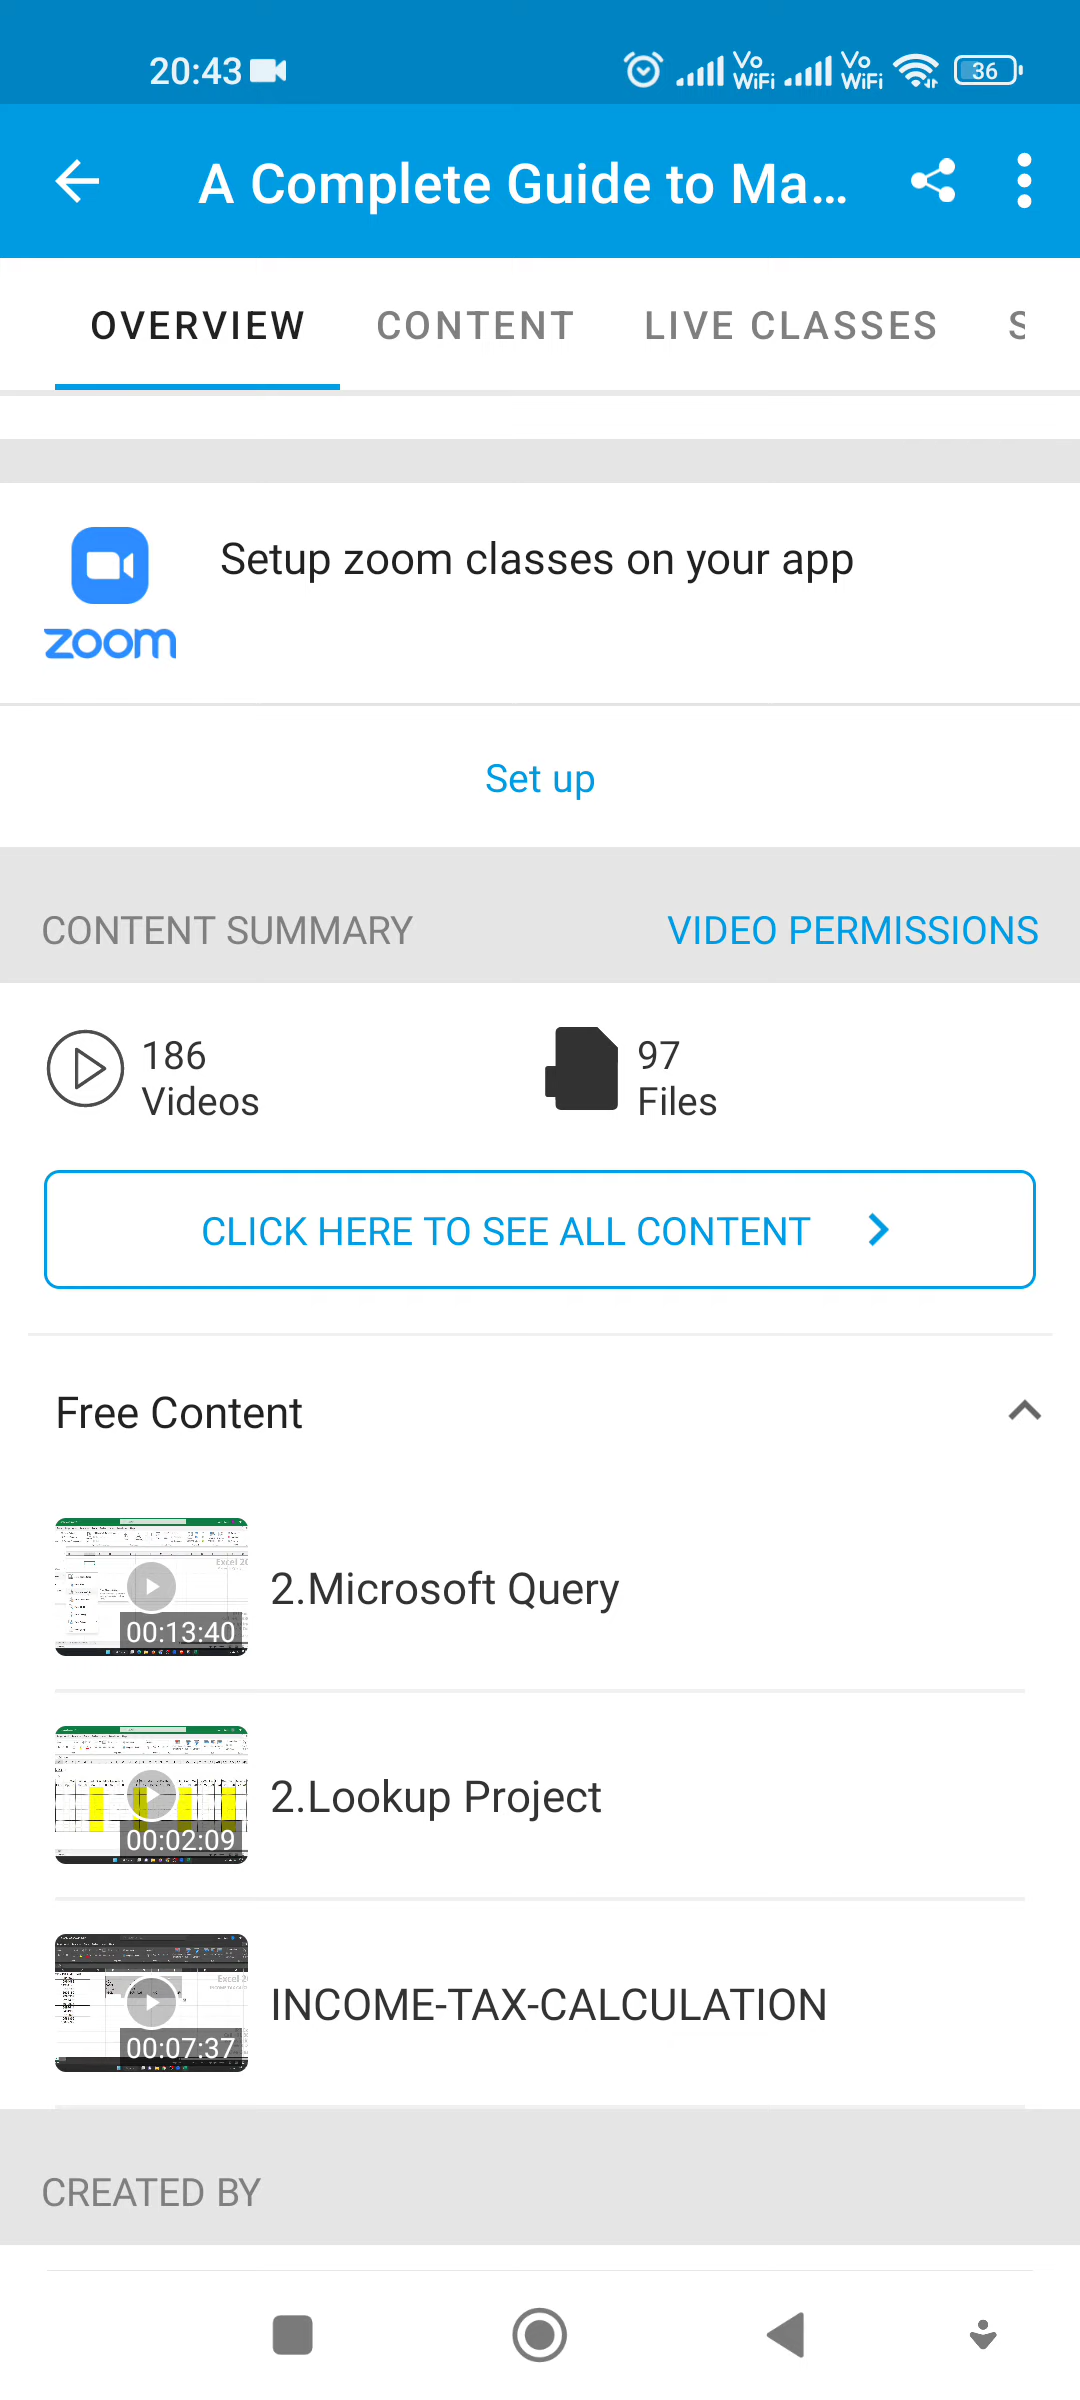 20:43
Vo WiFi Vo WiFi 36
A Complete Guide to Ma...
OVERVIEW CONTENT LIVE CLASSES S
Setup zoom classes on your app
zoom
Set up
CONTENT SUMMARY VIDEO PERMISSIONS
186 Videos
97 Files
CLICK HERE TO SEE ALL CONTENT
Free Content
00:13:40
2.Microsoft Query
00:02:09
2.Lookup Project
00:07:37
INCOME-TAX-CALCULATION
CREATED BY